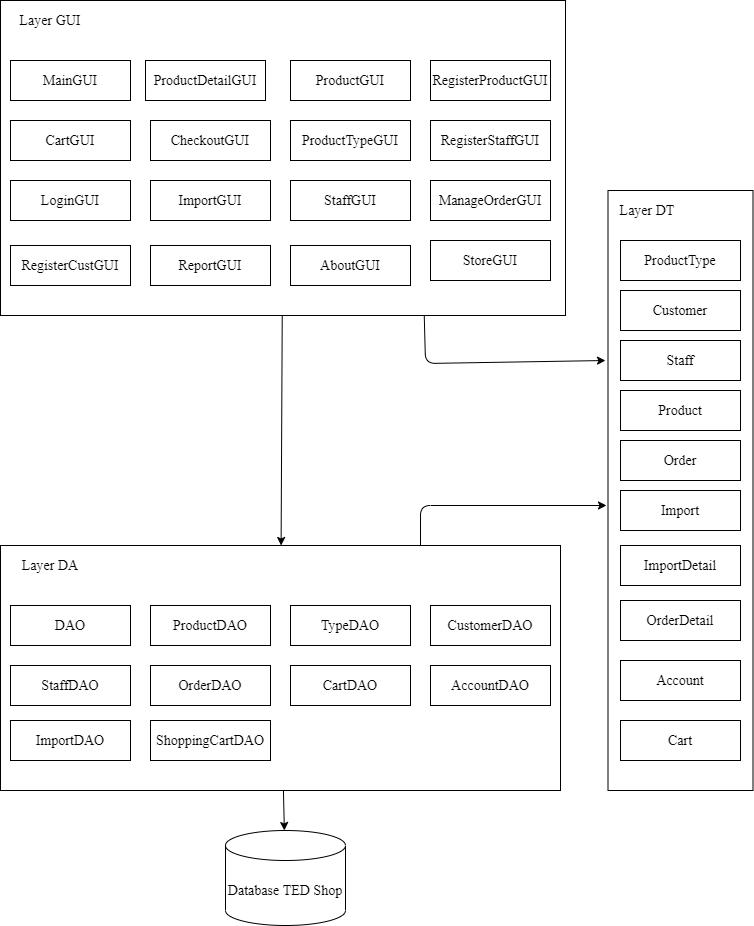 Layer GUI
MainGUI
ProductDetailGUI
ProductGUI
RegisterProductGUI
CartGUI
CheckoutGUI
ProductTypeGUI
RegisterStaffGUI
LoginGUI
ImportGUI
StaffGUI
ManageOrderGUI
RegisterCustGUI
ReportGUI
AboutGUI
StoreGUI
Layer DT
ProductType
Customer
Staff
Product
Order
Import
ImportDetail
OrderDetail
Account
Cart
Layer DA
DAO
ProductDAO
TypeDAO
CustomerDAO
StaffDAO
OrderDAO
CartDAO
AccountDAO
ImportDAO
ShoppingCartDAO
Database TED Shop